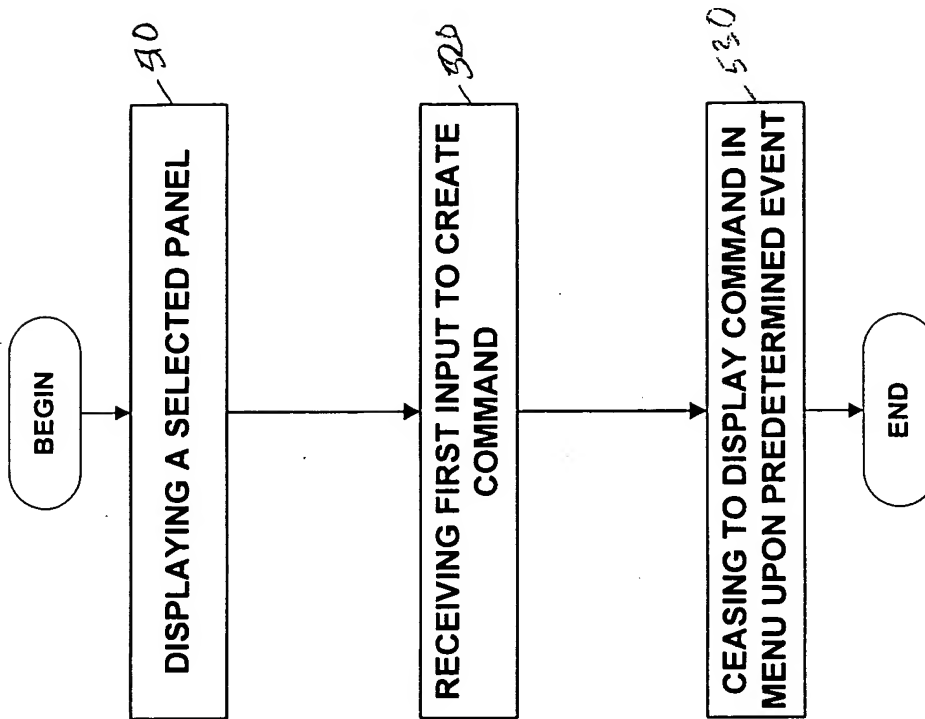 BEGIN
DISPLAYING A SELECTED PANEL
510
RECEIVING FIRST INPUT TO CREATE
COMMAND
520
CEASING TO DISPLAY COMMAND IN
MENU UPON PREDETERMINED EVENT
530
END